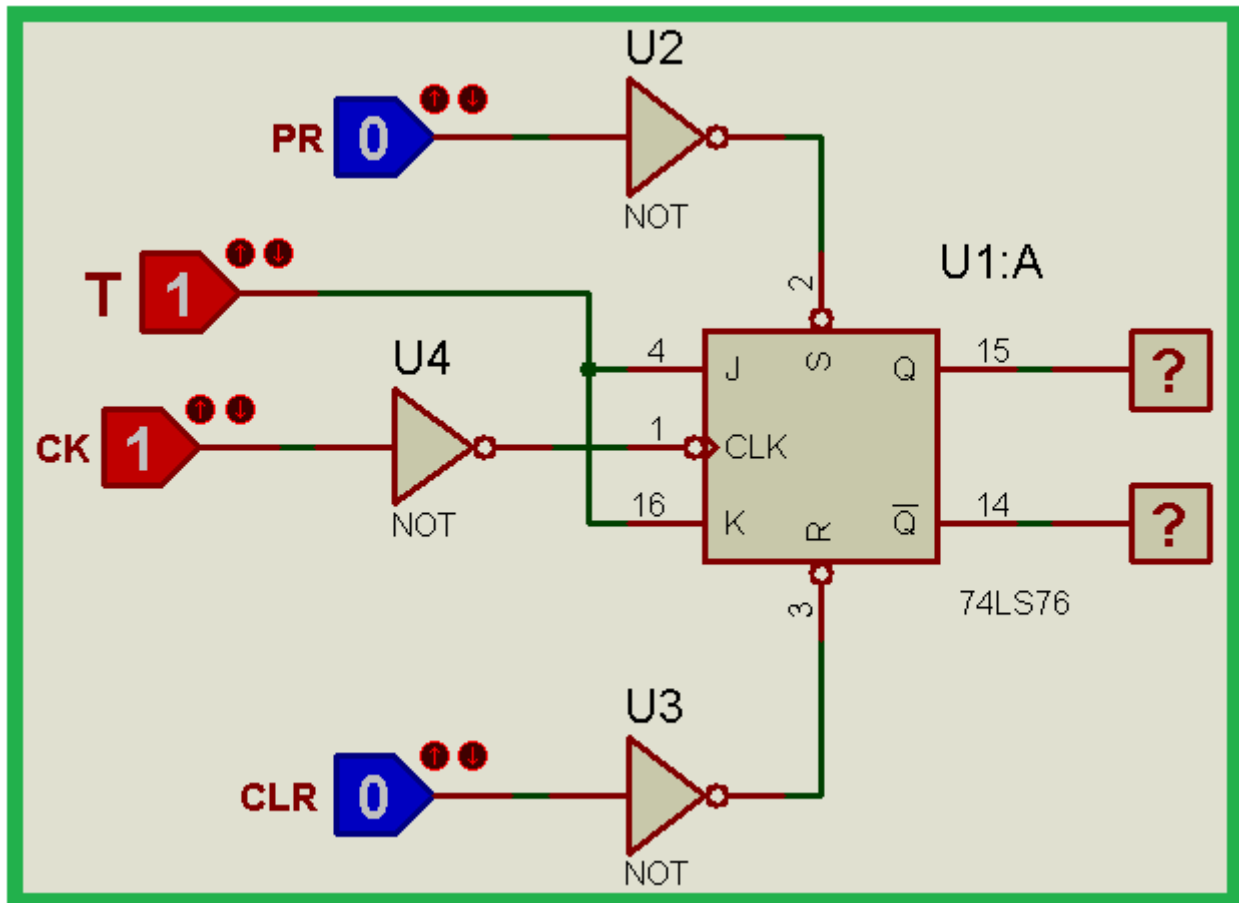 U2
PR 0
NOT
T 1
U1:A
2
U4
4 J S Q 15 ?
CK 1
1 CLK
NOT
16 K R Q 14 ?
3
74LS76
U3
CLR 0
NOT